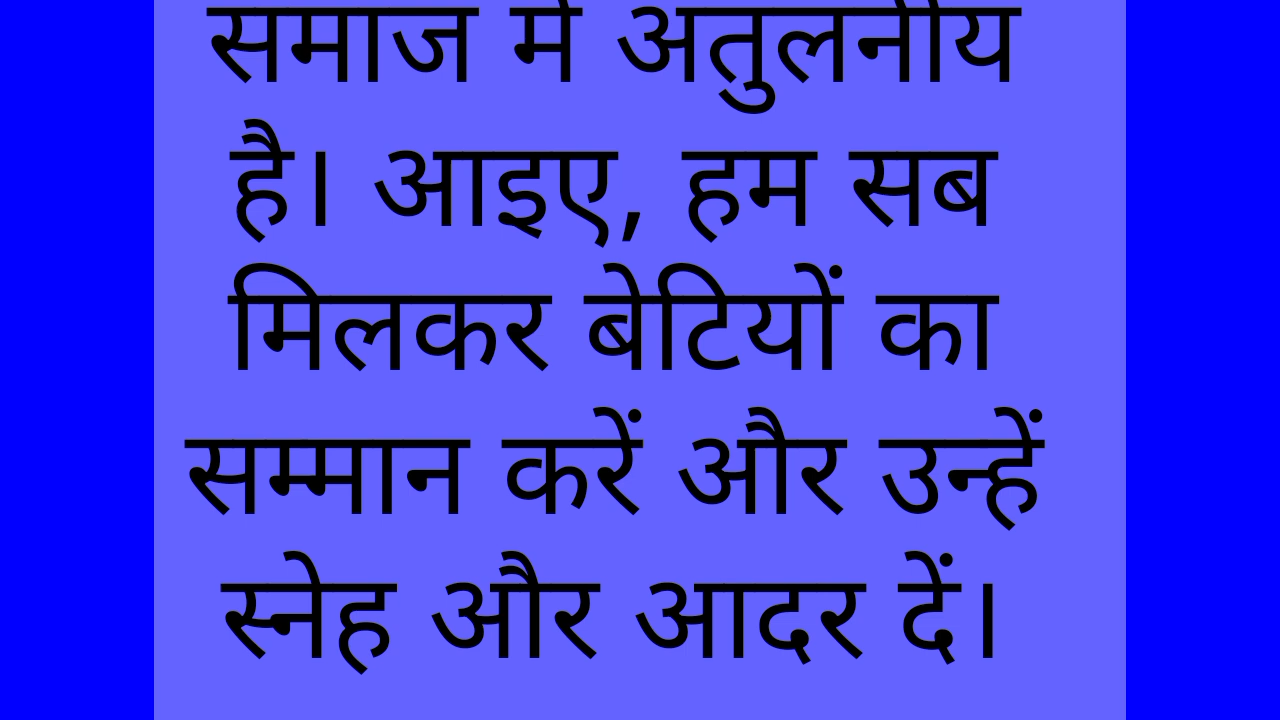 समाज में अतुलनीय
है। आइए, हम सब
मिलकर बेटियों का
सम्मान करें और उन्हें
स्नेह और आदर दें।